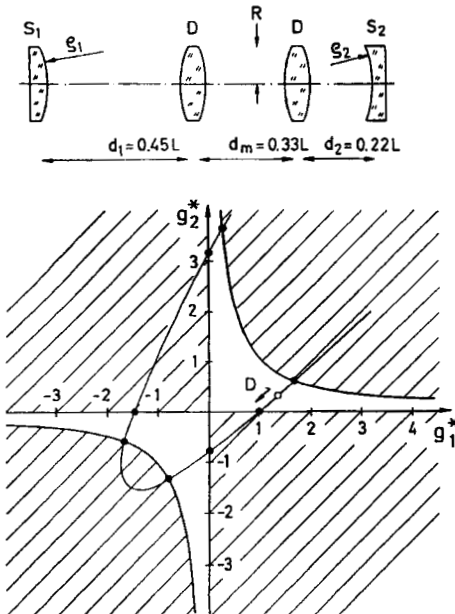 S₁ D R D S₂
ϱ₁ ϱ₂
d₁=0.45L dₘ=0.33L d₂=0.22L
g₂*
3
2
1
D
-3 -2 -1 1 2 3 4 g₁*
-1
-2
-3